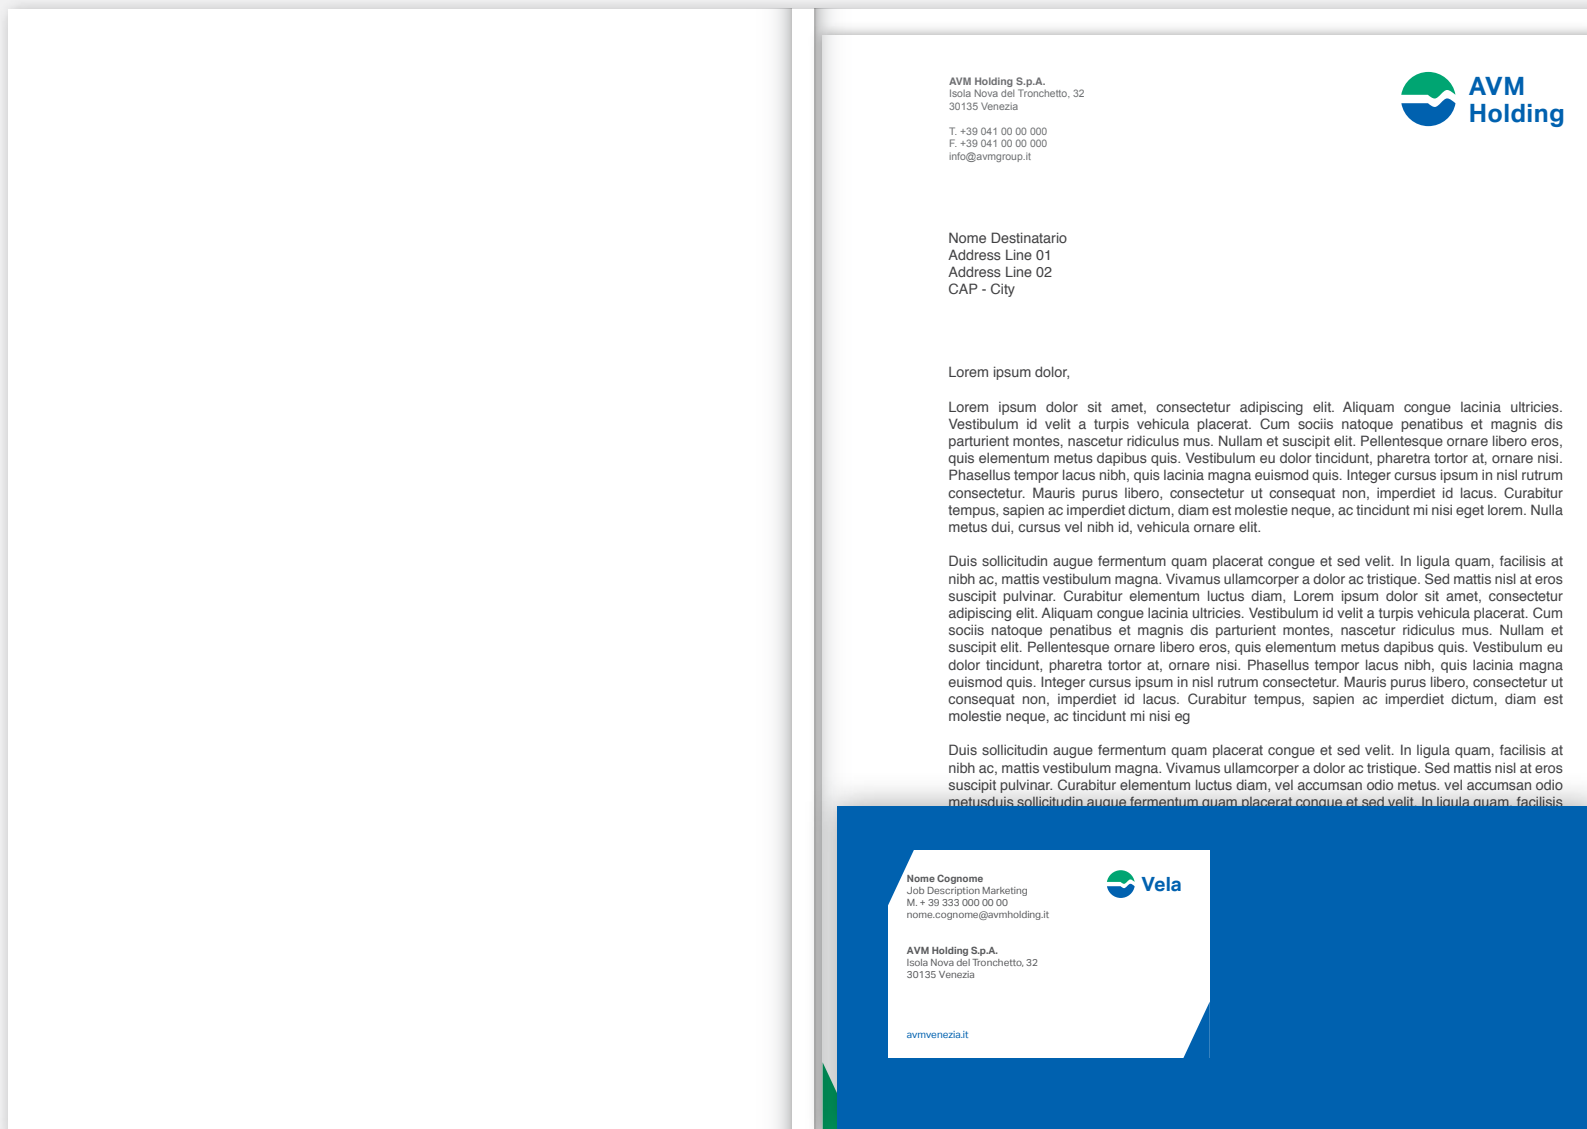 AVM Holding S.p.A.
Isola Nova del Tronchetto, 32
30135 Venezia
T. +39 041 00 00 000
F. +39 041 00 00 000
info@avmgroup.it
AVM
Holding
Nome Destinatario
Address Line 01
Address Line 02
CAP - City
Lorem ipsum dolor,
Lorem ipsum dolor sit amet, consectetur adipiscing elit. Aliquam congue lacinia ultricies.
Vestibulum id velit a turpis vehicula placerat. Cum sociis natoque penatibus et magnis dis
parturient montes, nascetur ridiculus mus. Nullam et suscipit elit. Pellentesque ornare libero eros,
quis elementum metus dapibus quis. Vestibulum eu dolor tincidunt, pharetra tortor at, ornare nisi.
Phasellus tempor lacus nibh, quis lacinia magna euismod quis. Integer cursus ipsum in nisl rutrum
consectetur. Mauris purus libero, consectetur ut consequat non, imperdiet id lacus. Curabitur
tempus, sapien ac imperdiet dictum, diam est molestie neque, ac tincidunt mi nisi eget lorem. Nulla
metus dui, cursus vel nibh id, vehicula ornare elit.
Duis sollicitudin augue fermentum quam placerat congue et sed velit. In ligula quam, facilisis at
nibh ac, mattis vestibulum magna. Vivamus ullamcorper a dolor ac tristique. Sed mattis nisl at eros
suscipit pulvinar. Curabitur elementum luctus diam, Lorem ipsum dolor sit amet, consectetur
adipiscing elit. Aliquam congue lacinia ultricies. Vestibulum id velit a turpis vehicula placerat. Cum
sociis natoque penatibus et magnis dis parturient montes, nascetur ridiculus mus. Nullam et
suscipit elit. Pellentesque ornare libero eros, quis elementum metus dapibus quis. Vestibulum eu
dolor tincidunt, pharetra tortor at, ornare nisi. Phasellus tempor lacus nibh, quis lacinia magna
euismod quis. Integer cursus ipsum in nisl rutrum consectetur. Mauris purus libero, consectetur ut
consequat non, imperdiet id lacus. Curabitur tempus, sapien ac imperdiet dictum, diam est
molestie neque, ac tincidunt mi nisi eg
Duis sollicitudin augue fermentum quam placerat congue et sed velit. In ligula quam, facilisis at
nibh ac, mattis vestibulum magna. Vivamus ullamcorper a dolor ac tristique. Sed mattis nisl at eros
suscipit pulvinar. Curabitur elementum luctus diam, vel accumsan odio metus. vel accumsan odio
metusduis sollicitudin augue fermentum quam placerat congue et sed velit. In ligula quam, facilisis
Nome Cognome
Job Description Marketing
M. + 39 333 000 00 00
nome.cognome@avmholding.it
Vela
AVM Holding S.p.A.
Isola Nova del Tronchetto, 32
30135 Venezia
avmvenezia.it